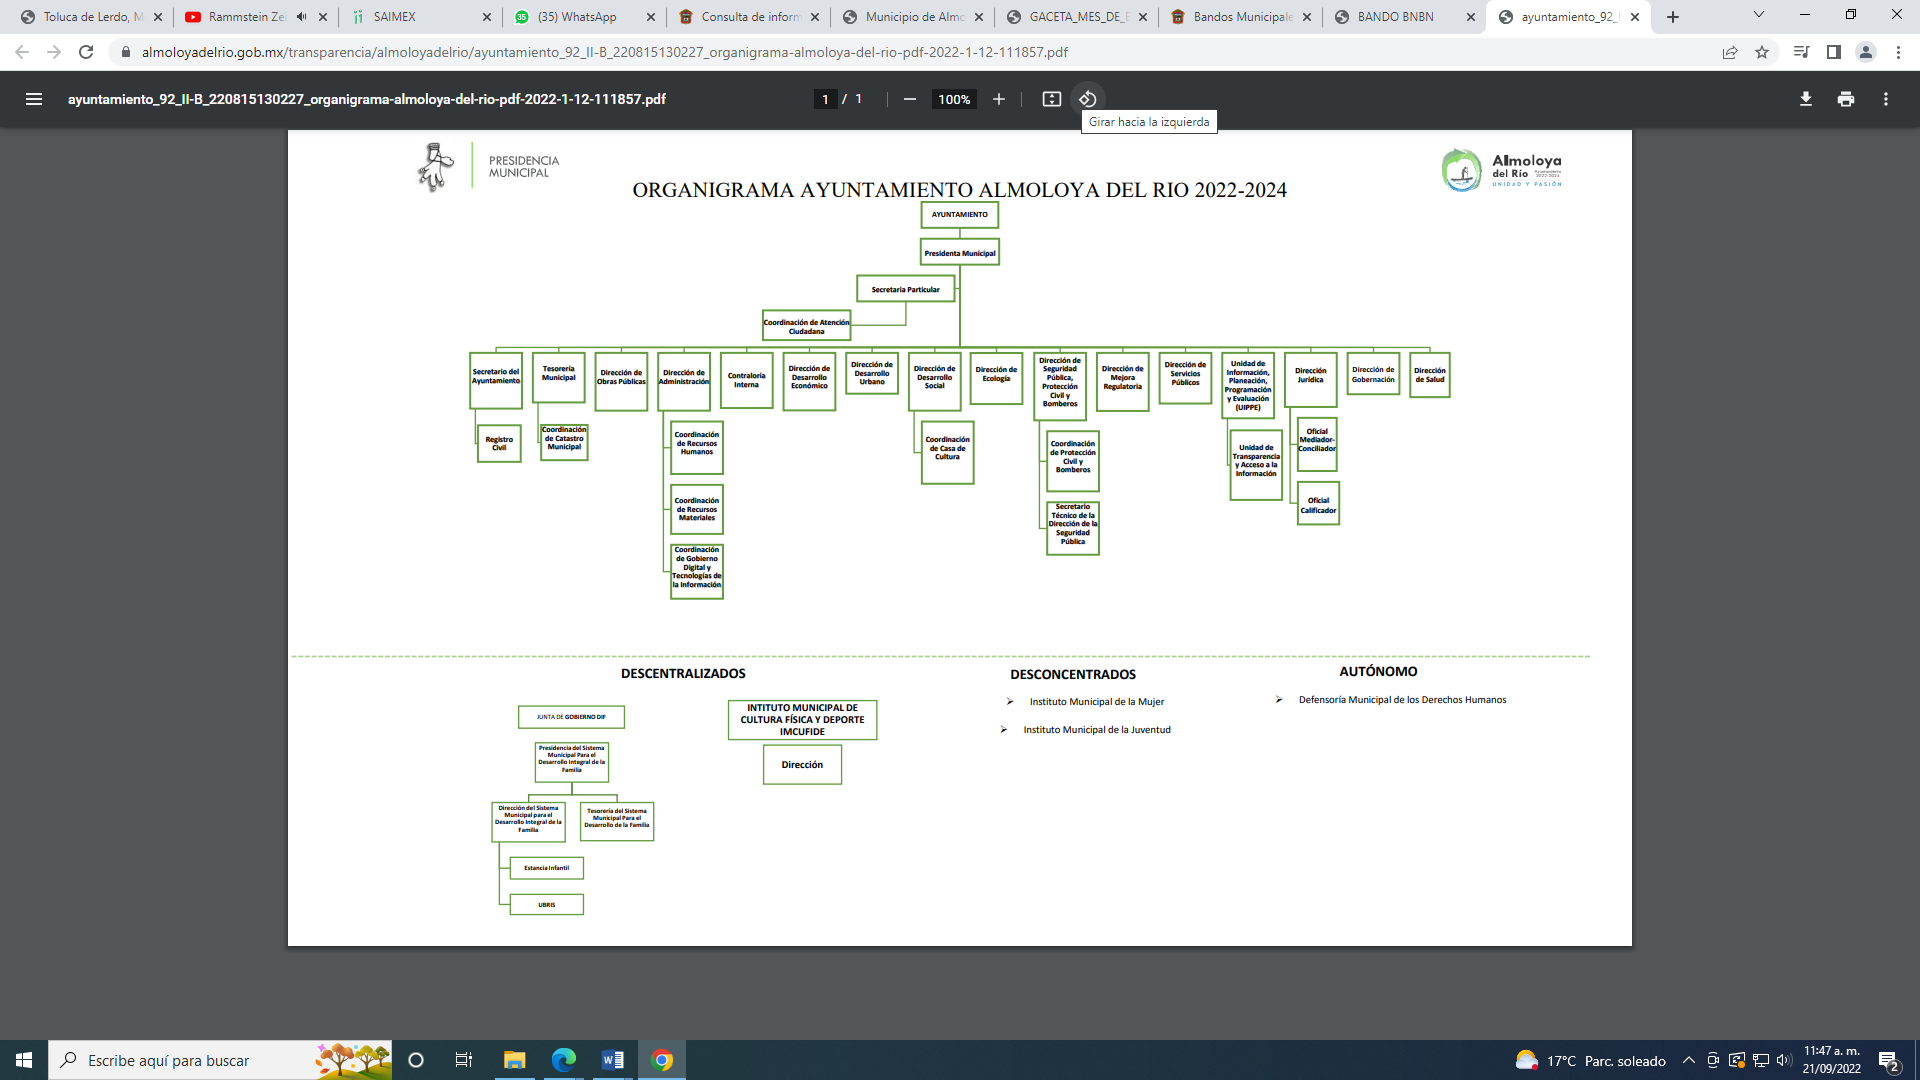 Toluca de Lerdo, M
Rammstein Zei
SAIMEX
(35) WhatsApp
Consulta de inform
Municipio de Almo
GACETA_MES_DE_E
Bandos Municipale
BANDO BNBN
ayuntamiento_92_I
almoloyadelrio.gob.mx/transparencia/almoloyadelrio/ayuntamiento_92_II-B_220815130227_organigrama-almoloya-del-rio-pdf-2022-1-12-111857.pdf
ayuntamiento_92_II-B_220815130227_organigrama-almoloya-del-rio-pdf-2022-1-12-111857.pdf
1 / 1
100%
Girar hacia la izquierda
PRESIDENCIA
MUNICIPAL
Almoloya
del Río
Ayuntamiento
2022-2024
UNIDAD Y PASIÓN
ORGANIGRAMA AYUNTAMIENTO ALMOLOYA DEL RIO 2022-2024
AYUNTAMIENTO
Presidenta Municipal
Secretaria Particular
Coordinación de Atención
Ciudadana
Secretario del
Ayuntamiento
Tesorería
Municipal
Dirección de
Obras Públicas
Dirección de
Administración
Contraloría
Interna
Dirección de
Desarrollo
Económico
Dirección de
Desarrollo
Urbano
Dirección de
Desarrollo
Social
Dirección de
Ecología
Dirección de
Seguridad
Pública,
Protección
Civil y
Bomberos
Dirección de
Mejora
Regulatoria
Dirección de
Servicios
Públicos
Unidad de
Información,
Planeación,
Programación
y Evaluación
(UIPPE)
Dirección
Jurídica
Dirección de
Gobernación
Dirección
de Salud
Registro
Civil
Coordinación
de Catastro
Municipal
Coordinación
de Recursos
Humanos
Coordinación
de Recursos
Materiales
Coordinación
de Gobierno
Digital y
Tecnologías de
la Información
Coordinación
de Casa de
Cultura
Coordinación
de Protección
Civil y
Bomberos
Secretario
Técnico de la
Dirección de la
Seguridad
Pública
Unidad de
Transparencia
y Acceso a la
Información
Oficial
Mediador-
Conciliador
Oficial
Calificador
DESCENTRALIZADOS
JUNTA DE GOBIERNO DIF
Presidencia del Sistema
Municipal Para el
Desarrollo Integral de la
Familia
Dirección del Sistema
Municipal para el
Desarrollo Integral de la
Familia
Tesorería del Sistema
Municipal Para el
Desarrollo de la Familia
Estancia Infantil
UBRIS
INTITUTO MUNICIPAL DE
CULTURA FÍSICA Y DEPORTE
IMCUFIDE
Dirección
DESCONCENTRADOS
Instituto Municipal de la Mujer
Instituto Municipal de la Juventud
AUTÓNOMO
Defensoría Municipal de los Derechos Humanos
Escribe aquí para buscar
17°C Parc. soleado
11:47 a. m.
21/09/2022
2